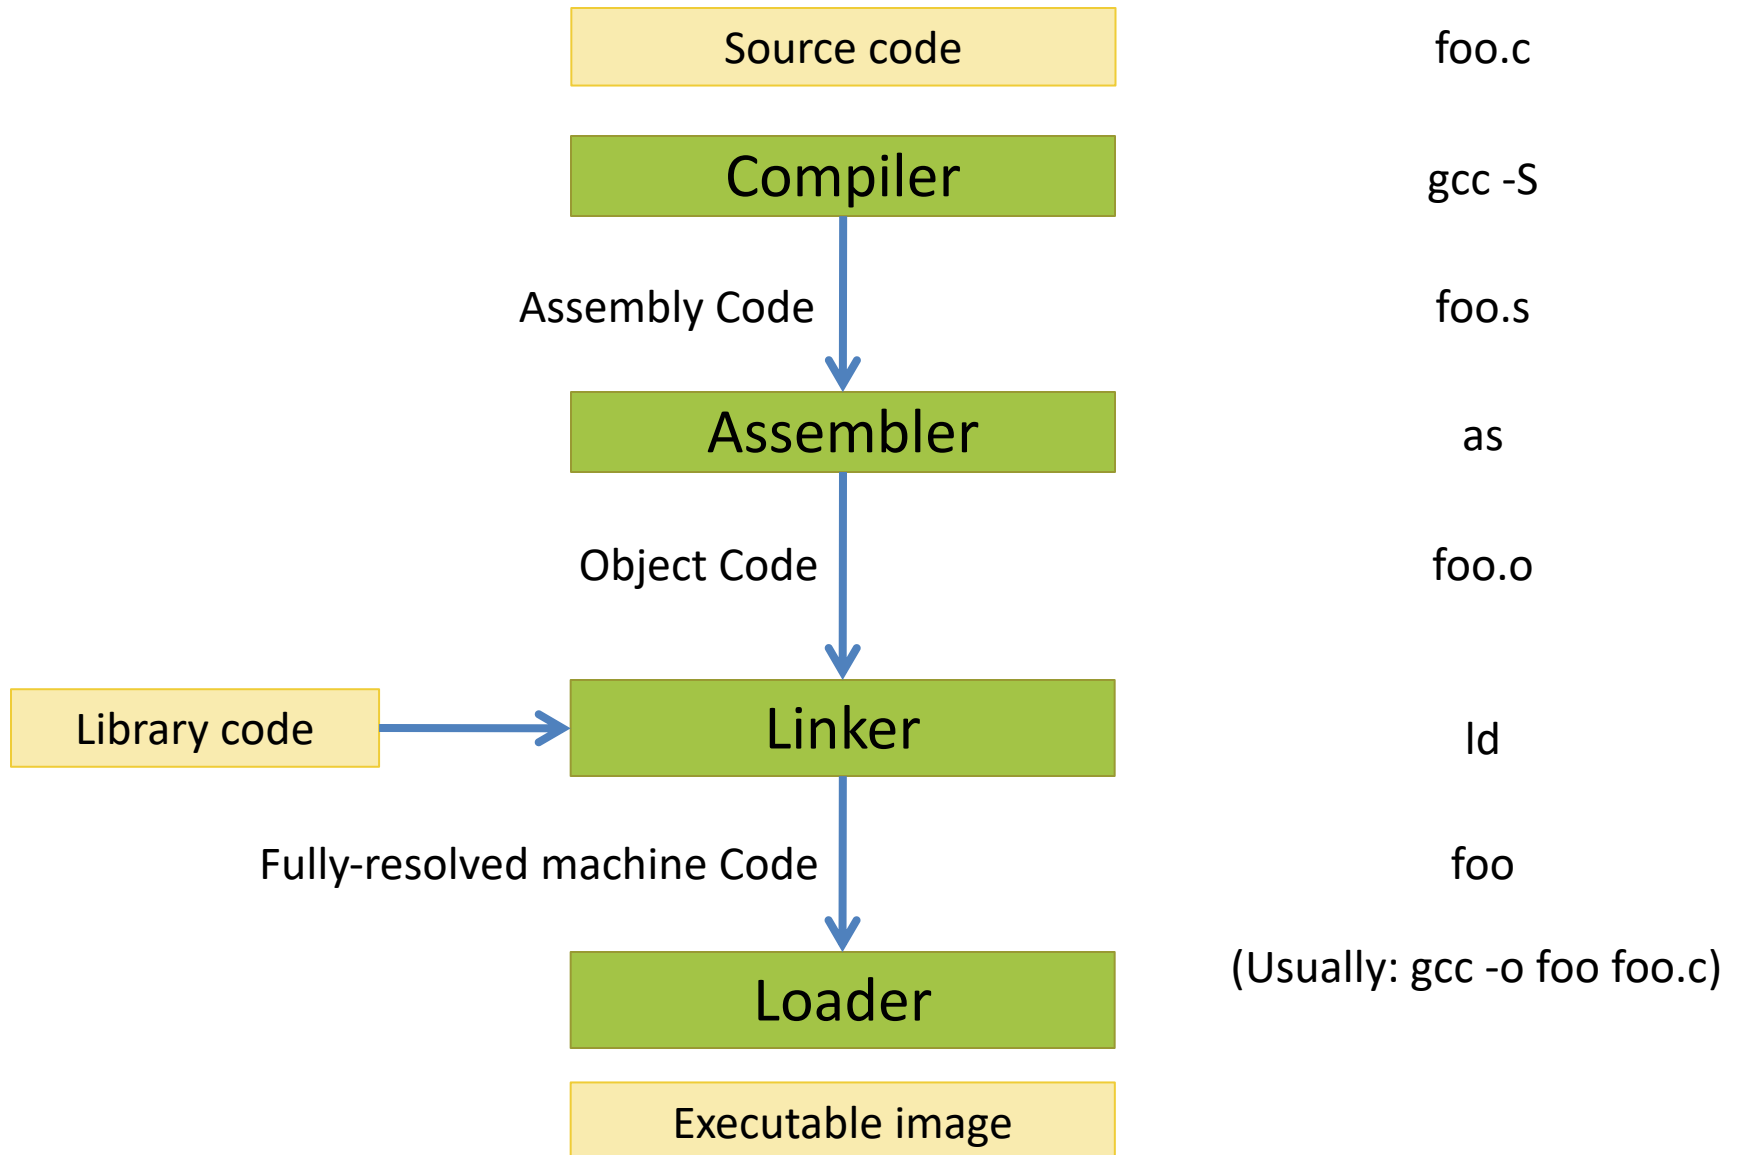 Source code
foo.c
Compiler
gcc -S
Assembly Code
foo.s
Assembler
as
Object Code
foo.o
Library code
Linker
ld
Fully-resolved machine Code
foo
(Usually: gcc -o foo foo.c)
Loader
Executable image